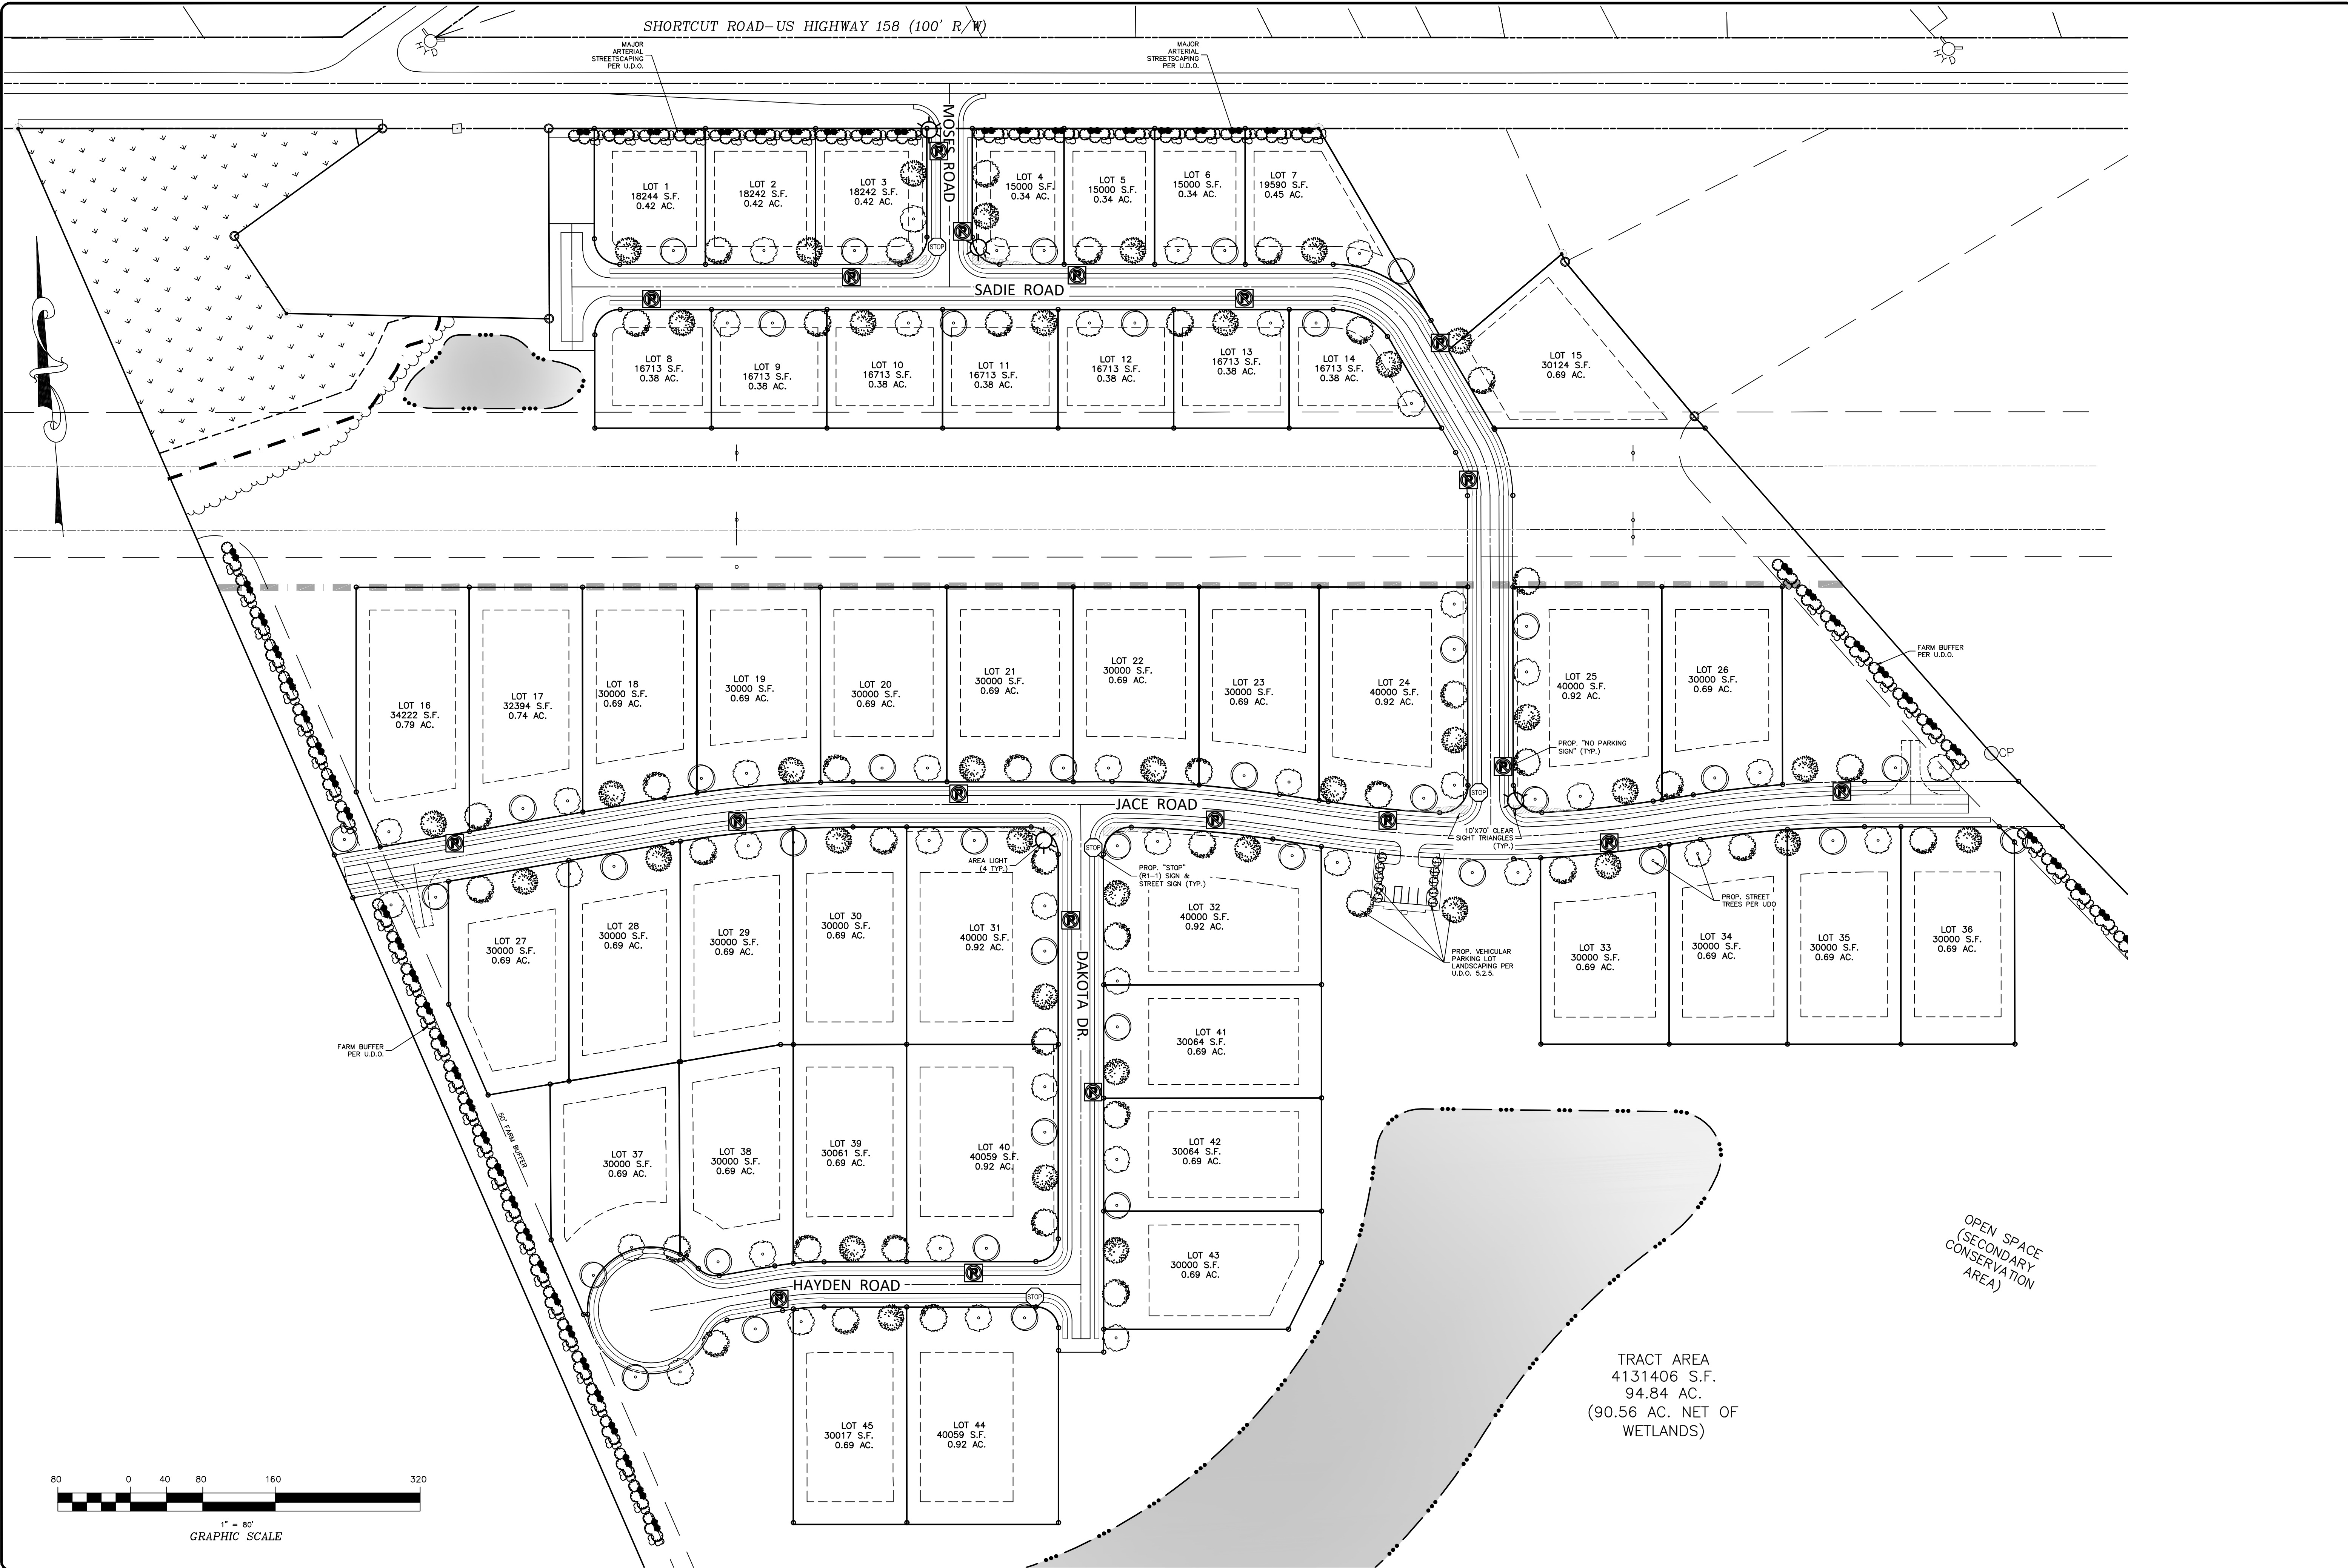 SHORTCUT ROAD-US HIGHWAY 158 (100' R/W)
HYD
HYD
MAJOR
ARTERIAL
STREETSCAPING
PER U.D.O.
MAJOR
ARTERIAL
STREETSCAPING
PER U.D.O.
MOSES ROAD
LOT 1
18244 S.F.
0.42 AC.
LOT 2
18242 S.F.
0.42 AC.
LOT 3
18242 S.F.
0.42 AC.
LOT 4
15000 S.F.
0.34 AC.
LOT 5
15000 S.F.
0.34 AC.
LOT 6
15000 S.F.
0.34 AC.
LOT 7
19590 S.F.
0.45 AC.
STOP
SADIE ROAD
LOT 8
16713 S.F.
0.38 AC.
LOT 9
16713 S.F.
0.38 AC.
LOT 10
16713 S.F.
0.38 AC.
LOT 11
16713 S.F.
0.38 AC.
LOT 12
16713 S.F.
0.38 AC.
LOT 13
16713 S.F.
0.38 AC.
LOT 14
16713 S.F.
0.38 AC.
LOT 15
30124 S.F.
0.69 AC.
LOT 16
34222 S.F.
0.79 AC.
LOT 17
32394 S.F.
0.74 AC.
LOT 18
30000 S.F.
0.69 AC.
LOT 19
30000 S.F.
0.69 AC.
LOT 20
30000 S.F.
0.69 AC.
LOT 21
30000 S.F.
0.69 AC.
LOT 22
30000 S.F.
0.69 AC.
LOT 23
30000 S.F.
0.69 AC.
LOT 24
40000 S.F.
0.92 AC.
LOT 25
40000 S.F.
0.92 AC.
LOT 26
30000 S.F.
0.69 AC.
FARM BUFFER
PER U.D.O.
PROP. "NO PARKING
SIGN" (TYP.)
CP
STOP
JACE ROAD
10'X70' CLEAR
SIGHT TRIANGLES
(TYP.)
STOP
AREA LIGHT
(4 TYP.)
PROP. "STOP"
(R1-1) SIGN &
STREET SIGN (TYP.)
PROP. STREET
TREES PER UDO
PROP. VEHICULAR
PARKING LOT
LANDSCAPING PER
U.D.O. 5.2.5.
LOT 27
30000 S.F.
0.69 AC.
LOT 28
30000 S.F.
0.69 AC.
LOT 29
30000 S.F.
0.69 AC.
LOT 30
30000 S.F.
0.69 AC.
LOT 31
40000 S.F.
0.92 AC.
LOT 32
40000 S.F.
0.92 AC.
LOT 33
30000 S.F.
0.69 AC.
LOT 34
30000 S.F.
0.69 AC.
LOT 35
30000 S.F.
0.69 AC.
LOT 36
30000 S.F.
0.69 AC.
DAKOTA DR.
FARM BUFFER
PER U.D.O.
50' FARM BUFFER
LOT 37
30000 S.F.
0.69 AC.
LOT 38
30000 S.F.
0.69 AC.
LOT 39
30061 S.F.
0.69 AC.
LOT 40
40059 S.F.
0.92 AC.
LOT 41
30064 S.F.
0.69 AC.
LOT 42
30064 S.F.
0.69 AC.
LOT 43
30000 S.F.
0.69 AC.
HAYDEN ROAD
STOP
LOT 45
30017 S.F.
0.69 AC.
LOT 44
40059 S.F.
0.92 AC.
OPEN SPACE
(SECONDARY
CONSERVATION
AREA)
TRACT AREA
4131406 S.F.
94.84 AC.
(90.56 AC. NET OF
WETLANDS)
80 0 40 80 160 320
1" = 80'
GRAPHIC SCALE